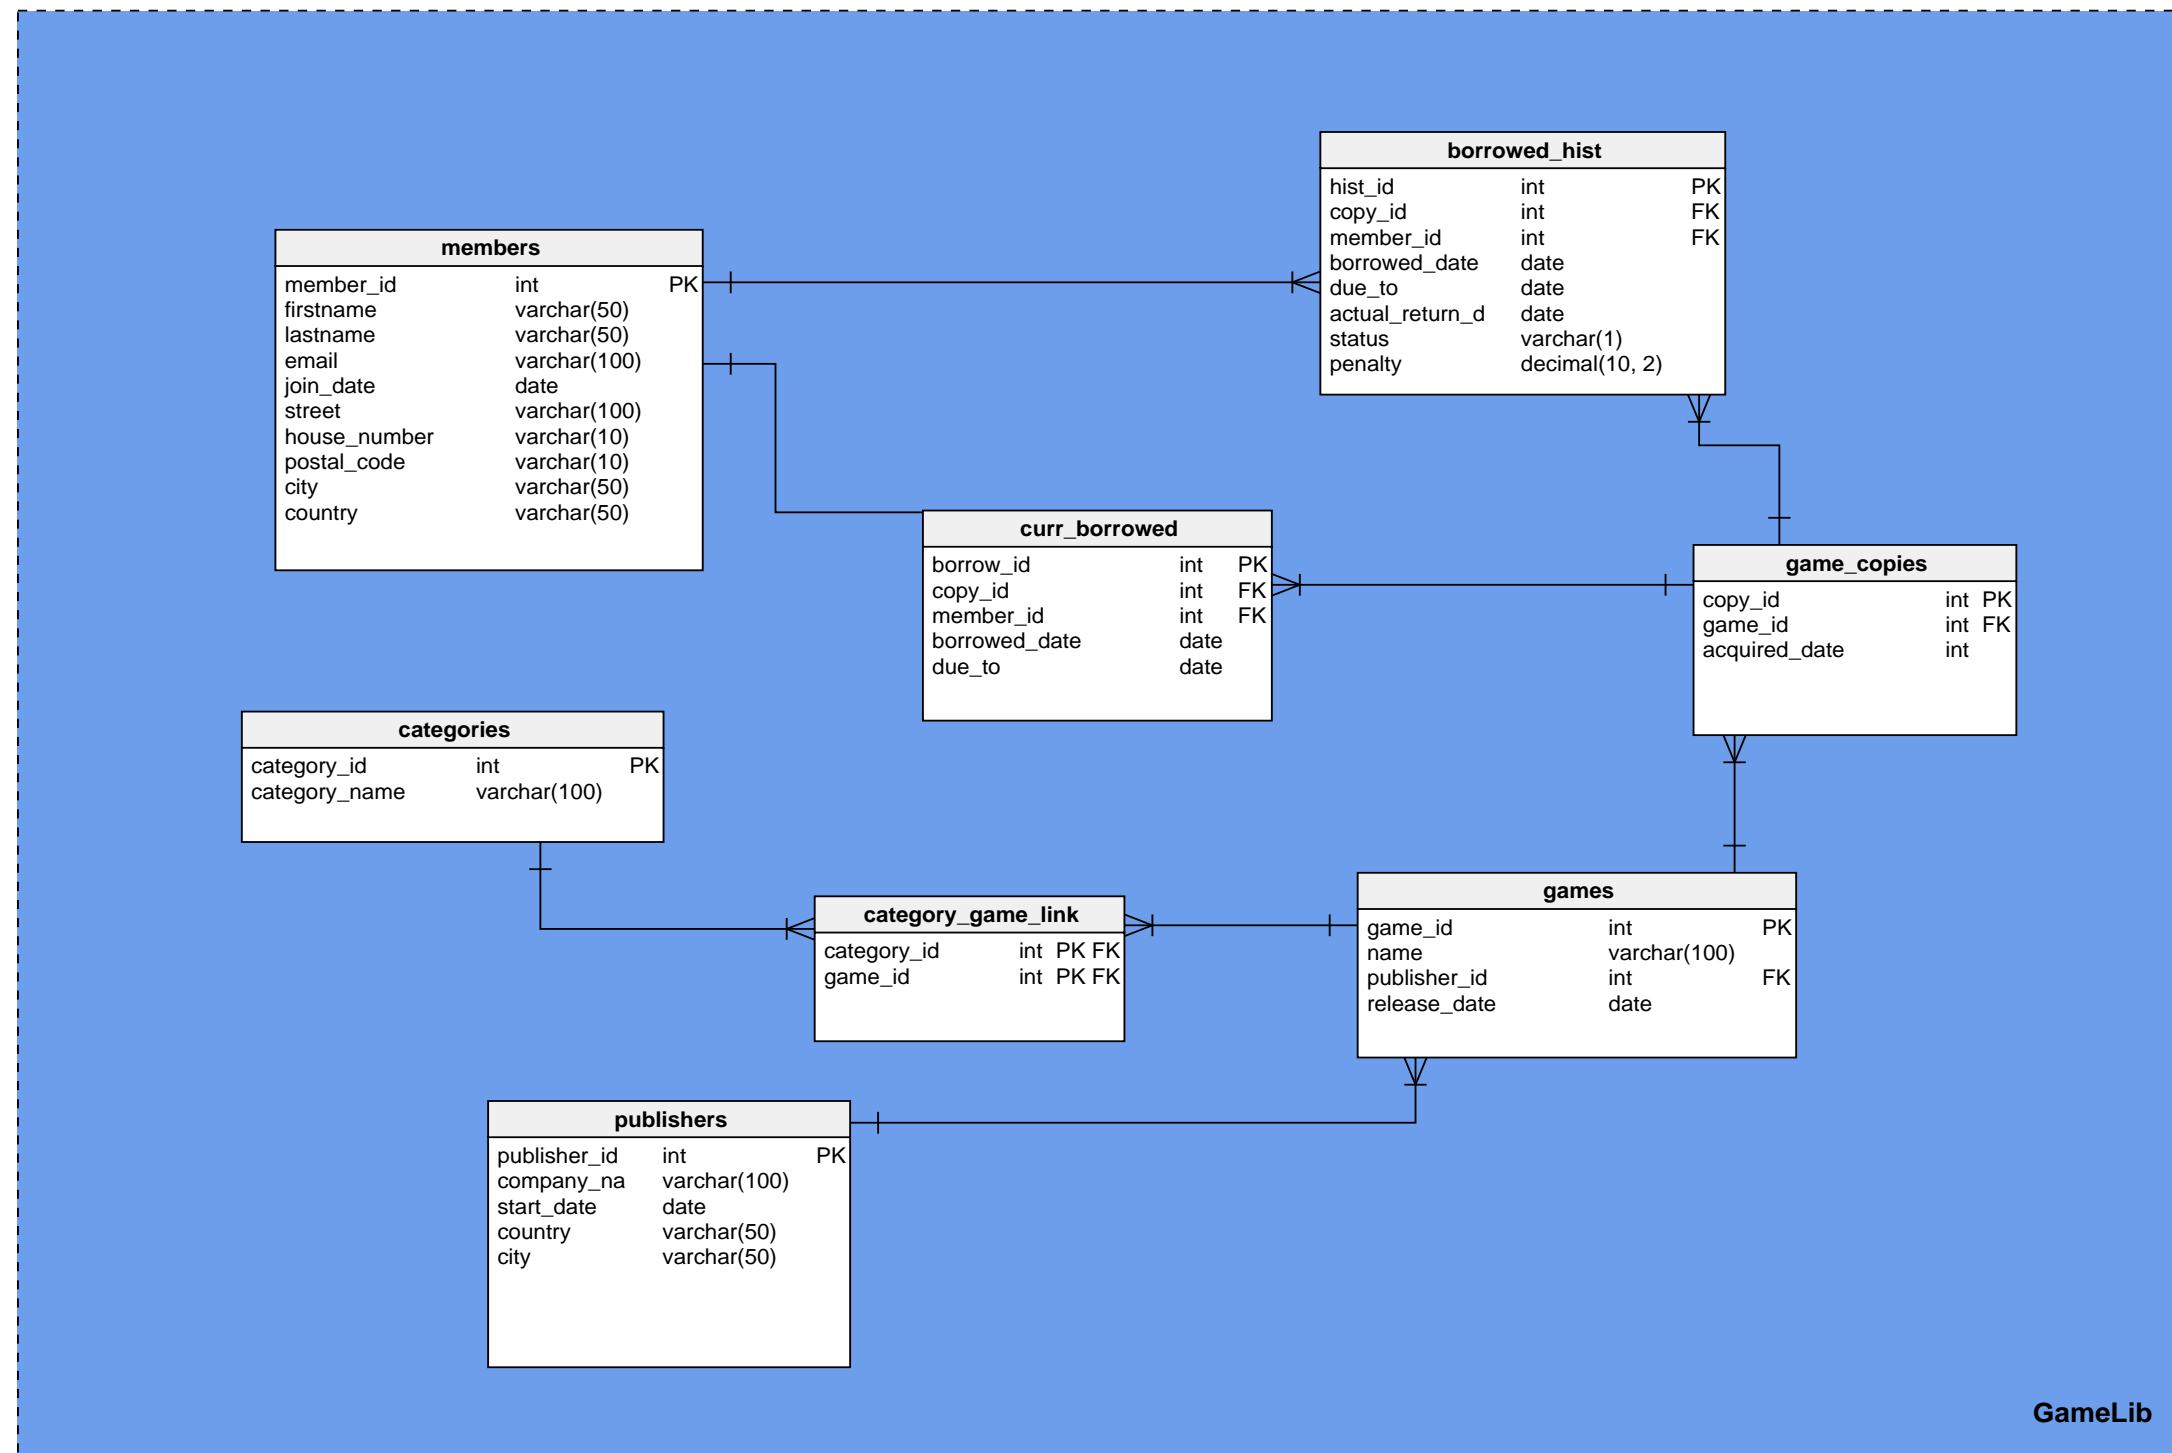 borrowed_hist
hist_id int PK
copy_id int FK
member_id int FK
borrowed_date date
due_to date
actual_return_d date
status varchar(1)
penalty decimal(10, 2)
members
member_id int PK
firstname varchar(50)
lastname varchar(50)
email varchar(100)
join_date date
street varchar(100)
house_number varchar(10)
postal_code varchar(10)
city varchar(50)
country varchar(50)
curr_borrowed
borrow_id int PK
copy_id int FK
member_id int FK
borrowed_date date
due_to date
game_copies
copy_id int PK
game_id int FK
acquired_date int
categories
category_id int PK
category_name varchar(100)
category_game_link
category_id int PK FK
game_id int PK FK
games
game_id int PK
name varchar(100)
publisher_id int FK
release_date date
publishers
publisher_id int PK
company_na varchar(100)
start_date date
country varchar(50)
city varchar(50)
GameLib